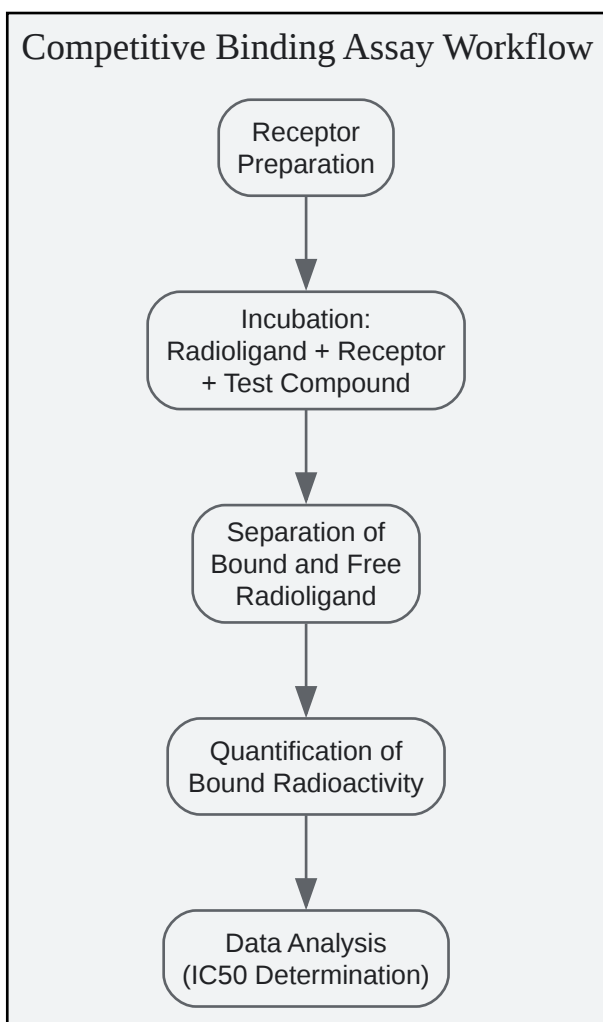 Competitive Binding Assay Workflow
Receptor
Preparation
Incubation:
Radioligand + Receptor
+ Test Compound
Separation of
Bound and Free
Radioligand
Quantification of
Bound Radioactivity
Data Analysis
(IC50 Determination)